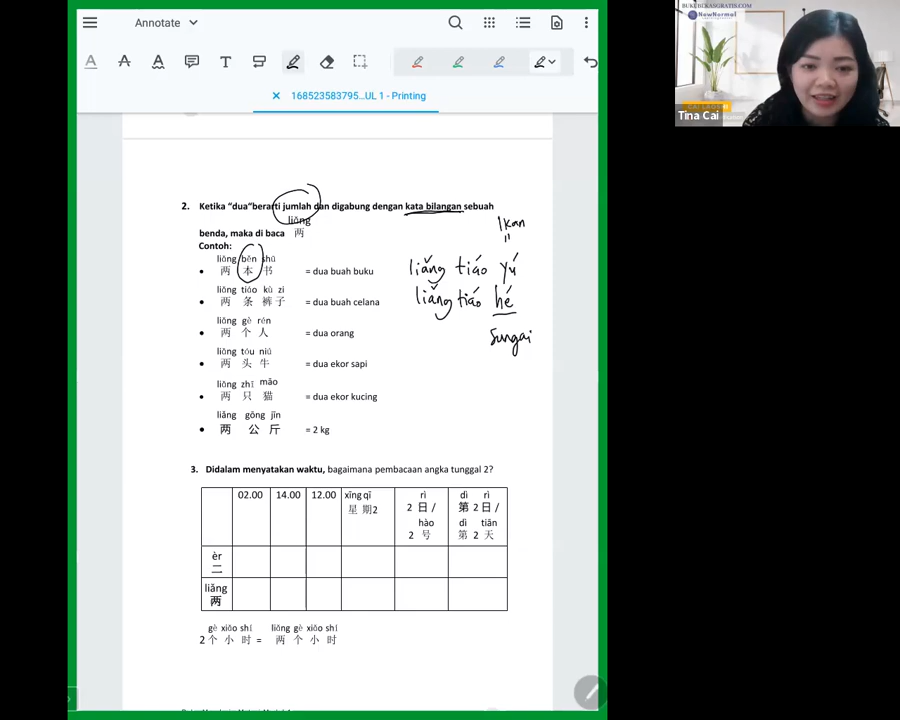 Annotate
168523583795...UL 1 - Printing
BUKUDIKASGRATIS.COM
NewNormal
Tina Cai
2. Ketika "dua"berarti jumlah dan digabung dengan kata bilangan sebuah
liǎng
benda, maka di baca 两
Contoh:
liǎng běn shū
• 两 本 书 = dua buah buku
liǎng tiáo kù zi
• 两 条 裤 子 = dua buah celana
liǎng gè rén
• 两 个 人 = dua orang
liǎng tóu niú
• 两 头 牛 = dua ekor sapi
liǎng zhī māo
• 两 只 猫 = dua ekor kucing
liǎng gōng jīn
• 两 公 斤 = 2 kg
Ikan
liǎng tiáo yú
liǎng tiáo hé
Sungai
3. Didalam menyatakan waktu, bagaimana pembacaan angka tunggal 2?
02.00 14.00 12.00
xīng qī
星 期2
rì
2 日 /
hào
2 号
dì rì
第 2 日 /
dì tiān
第 2 天
èr
二
liǎng
两
gè xiǎo shí liǎng gè xiǎo shí
2 个 小 时 = 两 个 小 时